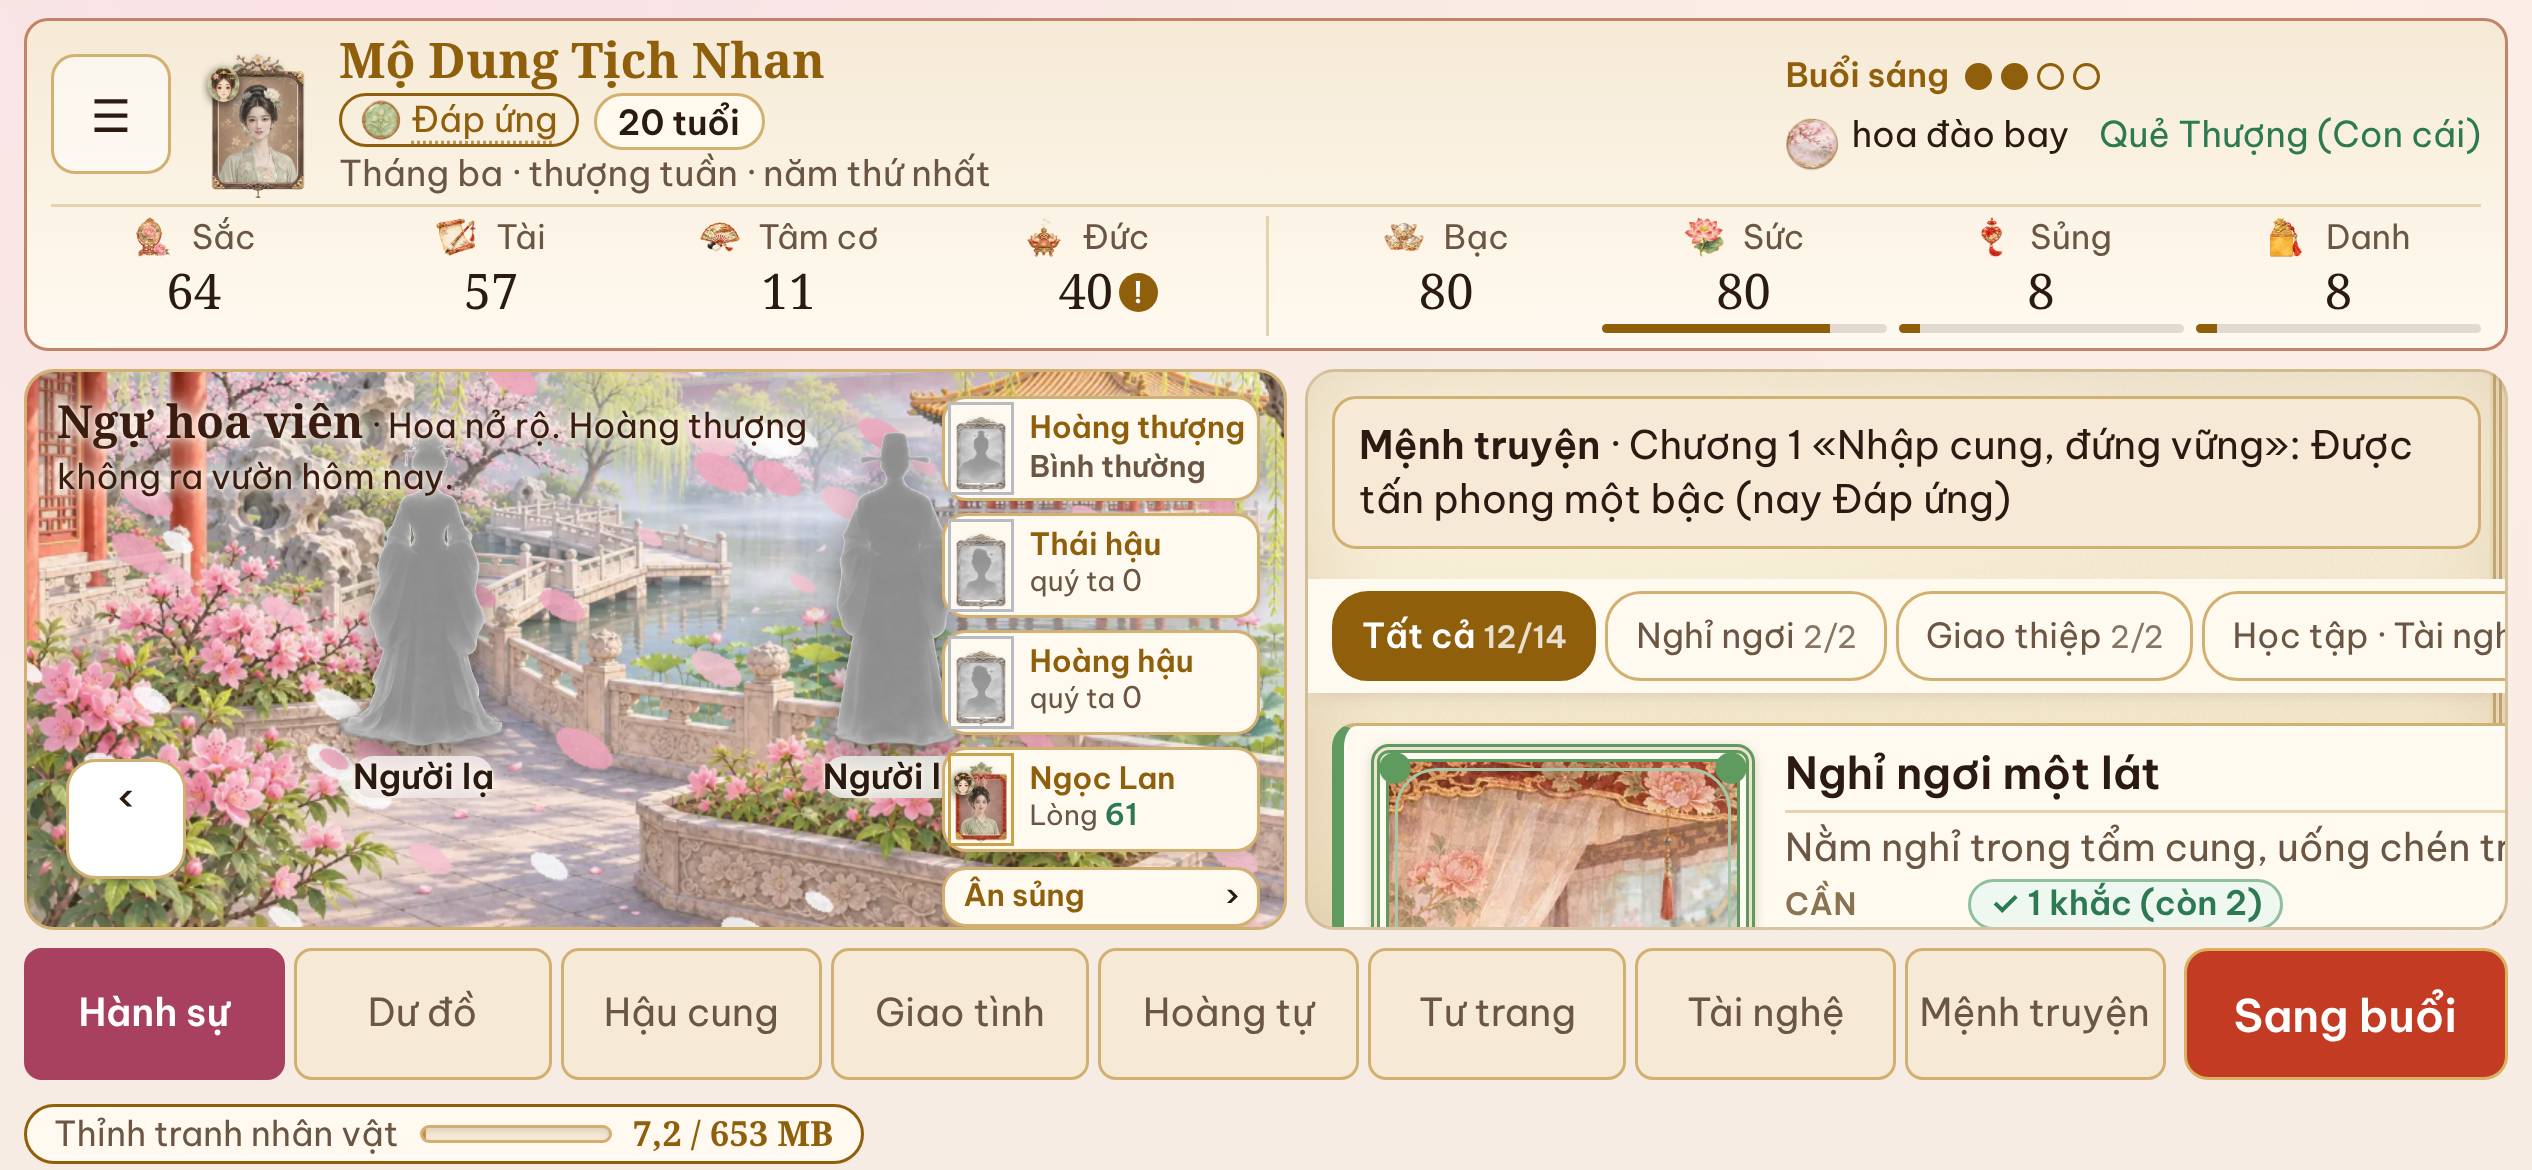 ☰
Mộ Dung Tịch Nhan
Đáp ứng 20 tuổi
Tháng ba · thượng tuần · năm thứ nhất
Buổi sáng
hoa đào bay Quẻ Thượng (Con cái)
Sắc Tài Tâm cơ Đức Bạc Sức Sủng Danh
64 57 11 40 ! 80 80 8 8
Ngự hoa viên · Hoa nở rộ. Hoàng thượng
không ra vườn hôm nay.
Người lạ
Người l
‹
Hoàng thượng
Bình thường
Thái hậu
quý ta 0
Hoàng hậu
quý ta 0
Ngọc Lan
Lòng 61
Ân sủng ›
Mệnh truyện · Chương 1 «Nhập cung, đứng vững»: Được
tấn phong một bậc (nay Đáp ứng)
Tất cả 12/14 Nghỉ ngơi 2/2 Giao thiệp 2/2 Học tập · Tài ngh
Nghỉ ngơi một lát
Nằm nghỉ trong tẩm cung, uống chén tr
CẦN ✓ 1 khắc (còn 2)
Hành sự Dư đồ Hậu cung Giao tình Hoàng tự Tư trang Tài nghệ Mệnh truyện Sang buổi
Thỉnh tranh nhân vật 7,2 / 653 MB